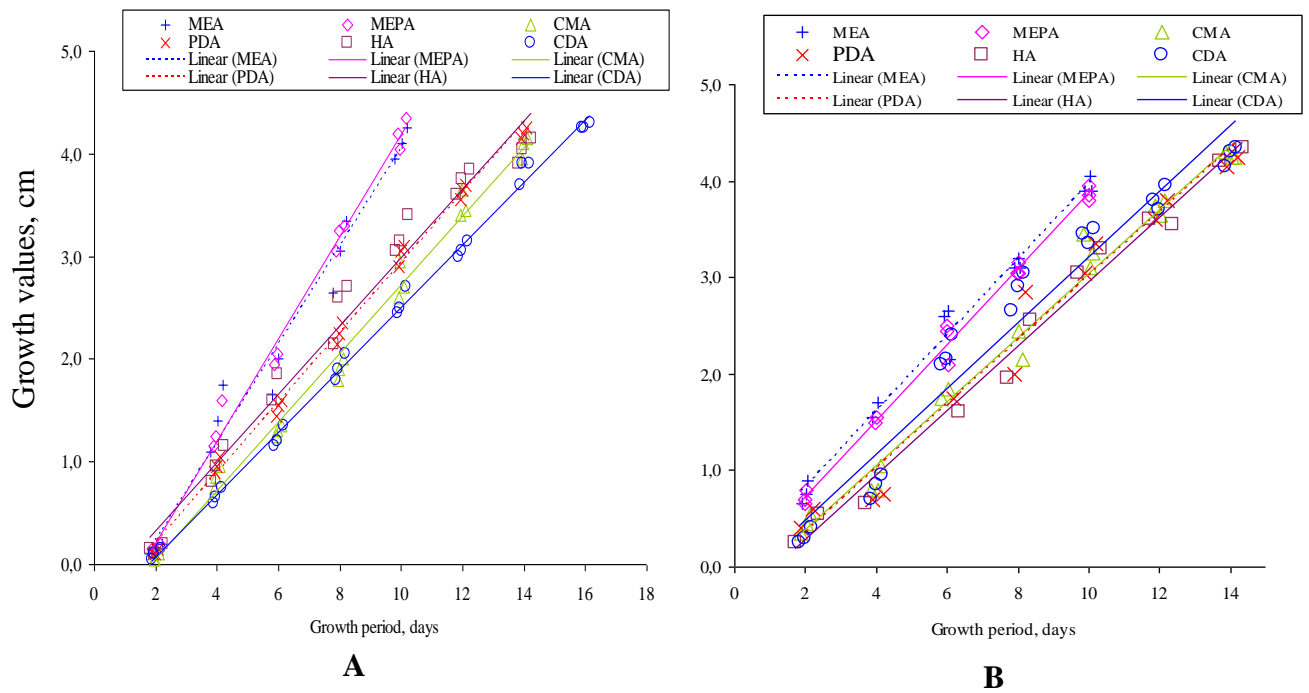 MEA MEPA CMA
PDA HA CDA
Linear (MEA) Linear (MEPA) Linear (CMA)
Linear (PDA) Linear (HA) Linear (CDA)
Growth values, cm
5,0
4,0
3,0
2,0
1,0
0,0
0 2 4 6 8 10 12 14 16 18
Growth period, days
A
MEA MEPA CMA
PDA HA CDA
Linear (MEA) Linear (MEPA) Linear (CMA)
Linear (PDA) Linear (HA) Linear (CDA)
5,0
4,0
3,0
2,0
1,0
0,0
0 2 4 6 8 10 12 14
Growth period, days
B